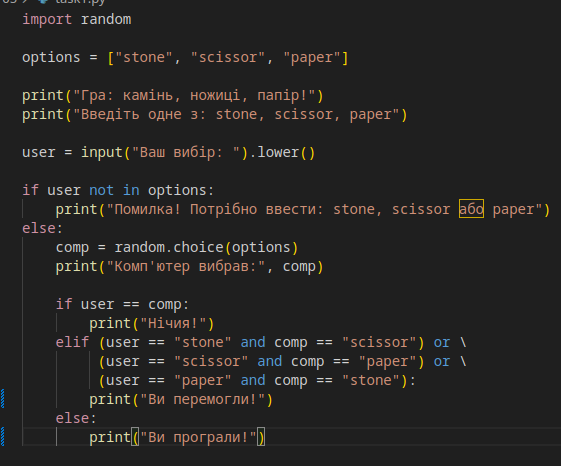 task1.py
import random
options = ["stone", "scissor", "paper"]
print("Гра: камінь, ножиці, папір!")
print("Введіть одне з: stone, scissor, paper")
user = input("Ваш вибір: ").lower()
if user not in options:
    print("Помилка! Потрібно ввести: stone, scissor або paper")
else:
    comp = random.choice(options)
    print("Комп'ютер вибрав:", comp)
    if user == comp:
        print("Нічия!")
    elif (user == "stone" and comp == "scissor") or \
         (user == "scissor" and comp == "paper") or \
         (user == "paper" and comp == "stone"):
        print("Ви перемогли!")
    else:
        print("Ви програли!")